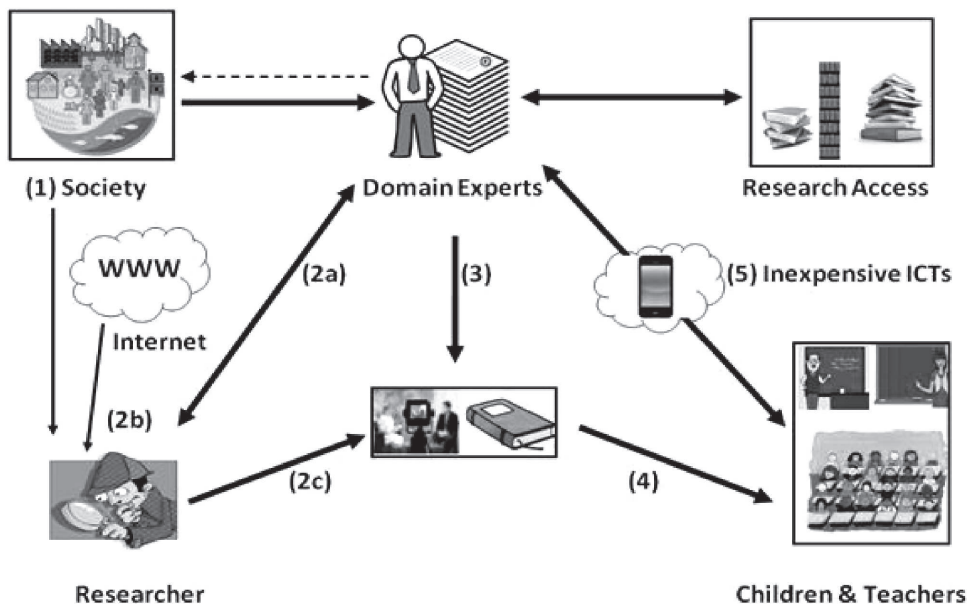 (1) Society
Domain Experts
Research Access
WWW
(2a)
(3)
(5) Inexpensive ICTs
Internet
(2b)
(2c)
(4)
Researcher
Children & Teachers